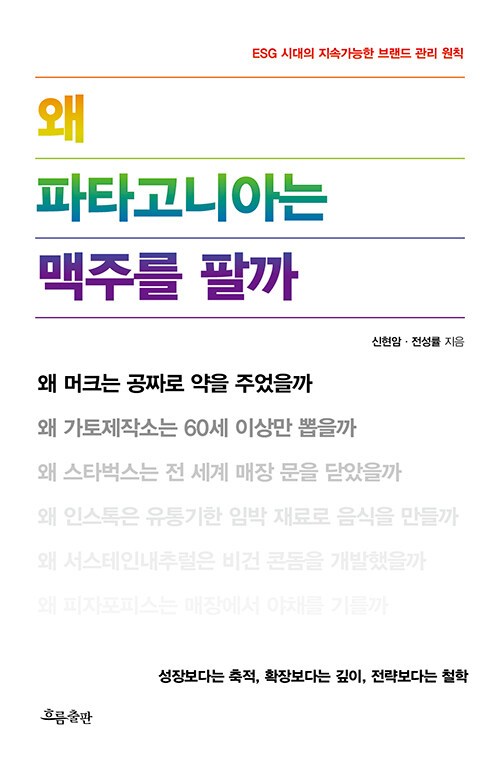 ESG 시대의 지속가능한 브랜드 관리 원칙
왜
파타고니아는
맥주를 팔까
신현암 · 전성률 지음
왜 머크는 공짜로 약을 주었을까
왜 가토제작소는 60세 이상만 뽑을까
왜 스타벅스는 전 세계 매장 문을 닫았을까
왜 인스톡은 유통기한 임박 재료로 음식을 만들까
왜 서스테인내추럴은 비건 콘돔을 개발했을까
왜 피자포피스는 매장에서 야채를 기를까
성장보다는 축적, 확장보다는 깊이, 전략보다는 철학
흐름출판